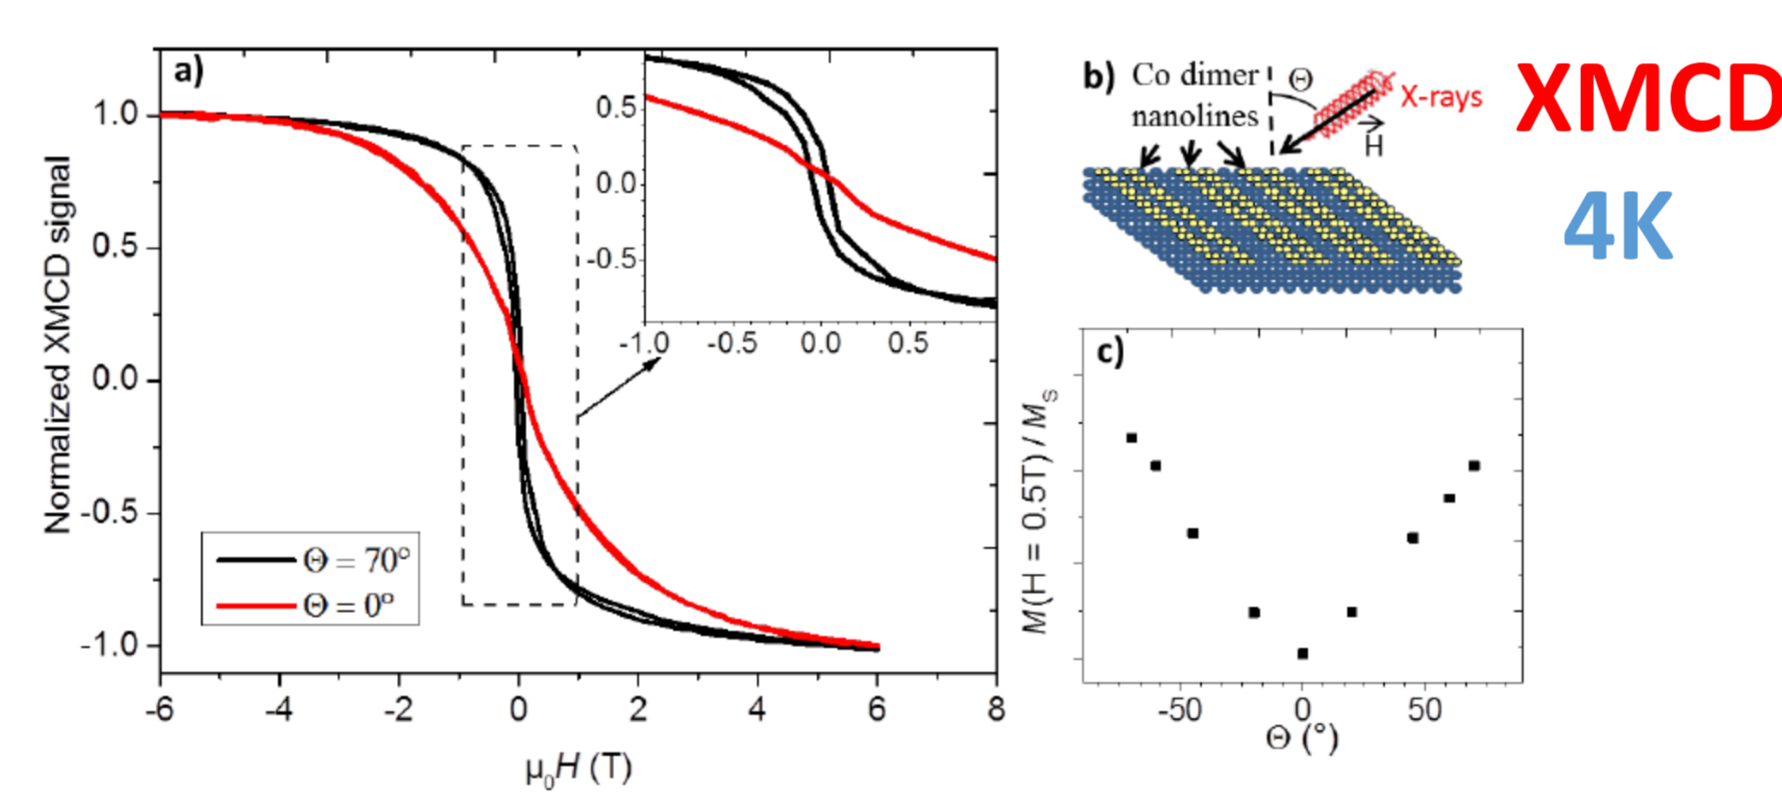 a)
Normalized XMCD signal
1.0
0.5
0.0
-0.5
-1.0
-6
-4
-2
0
2
4
6
8
μ0H (T)
Θ = 70º
Θ = 0º
0.5
0.0
-0.5
-1.0
-0.5
0.0
0.5
b)
Co dimer
nanolines
Θ
X-rays
H
XMCD
4K
c)
M(H = 0.5T) / MS
-50
0
50
Θ (°)